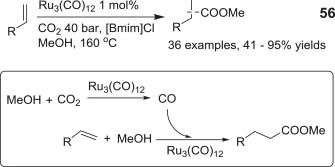 R
Ru3(CO)12 1 mol%
CO2 40 bar, [Bmim]Cl
MeOH, 160 oC
R
COOMe
56
36 examples, 41 - 95% yields
Ru3(CO)12
MeOH + CO2
CO
R
+ MeOH
Ru3(CO)12
R
COOMe